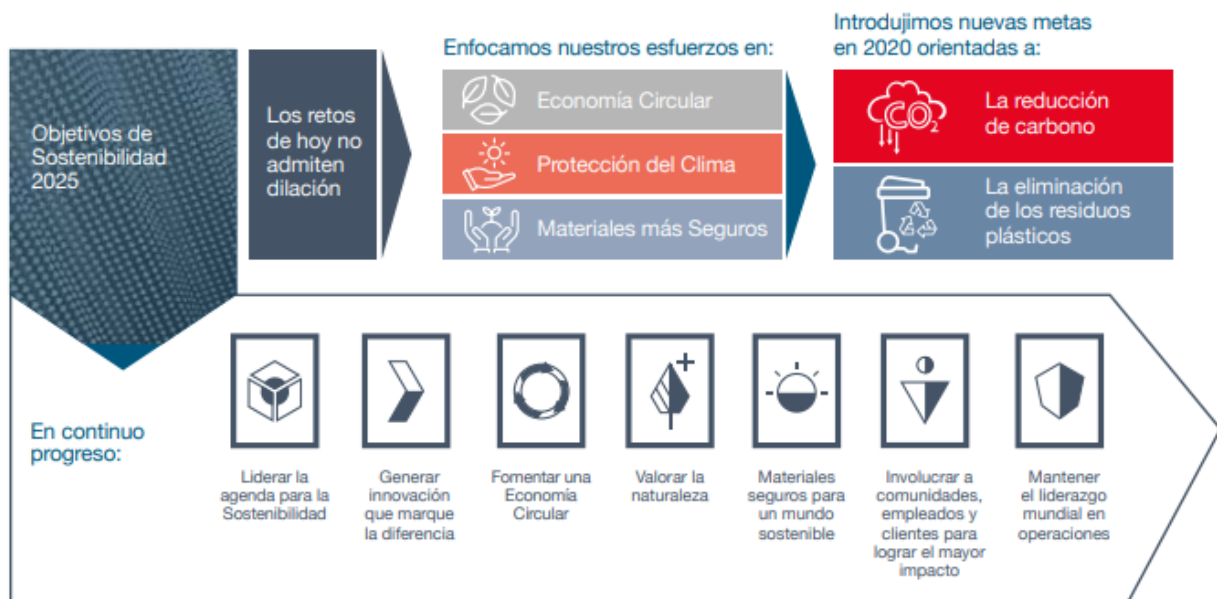 Objetivos de
Sostenibilidad
2025
Los retos
de hoy no
admiten
dilación
Enfocamos nuestros esfuerzos en:
Economía Circular
Protección del Clima
Materiales más Seguros
Introdujimos nuevas metas
en 2020 orientadas a:
CO2
La reducción
de carbono
La eliminación
de los residuos
plásticos
En continuo
progreso:
Liderar la
agenda para la
Sostenibilidad
Generar
innovación
que marque
la diferencia
Fomentar una
Economía
Circular
Valorar la
naturaleza
Materiales
seguros para
un mundo
sostenible
Involucrar a
comunidades,
empleados y
clientes para
lograr el mayor
impacto
Mantener
el liderazgo
mundial en
operaciones